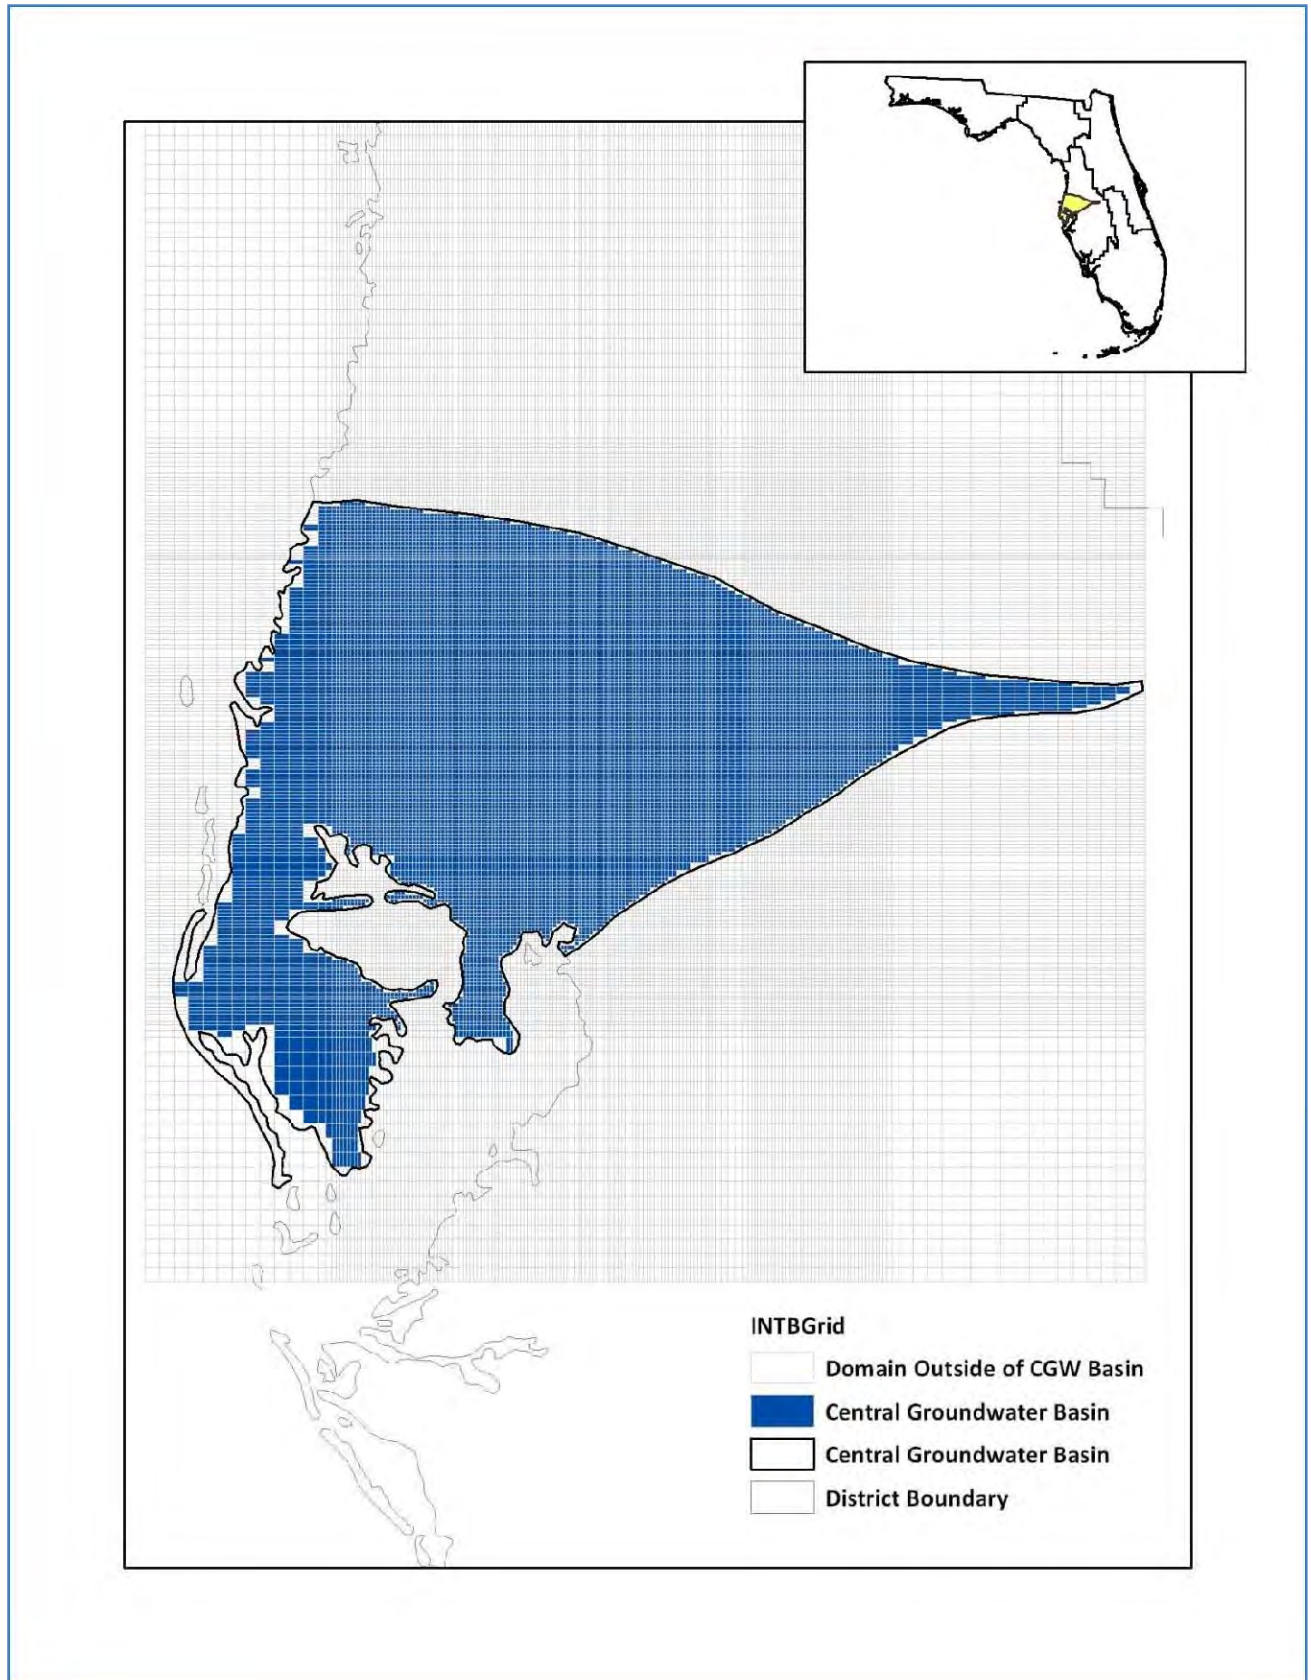 INTBGrid
Domain Outside of CGW Basin
Central Groundwater Basin
Central Groundwater Basin
District Boundary